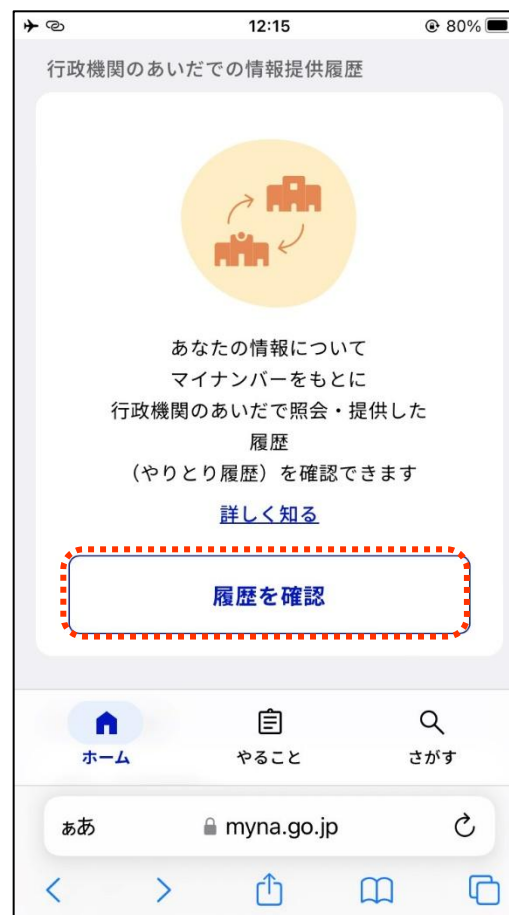 12:15
80%
行政機関のあいだでの情報提供履歴
あなたの情報について
マイナンバーをもとに
行政機関のあいだで照会・提供した
履歴
（やりとり履歴）を確認できます
詳しく知る
履歴を確認
ホーム
やること
さがす
ぁあ
myna.go.jp